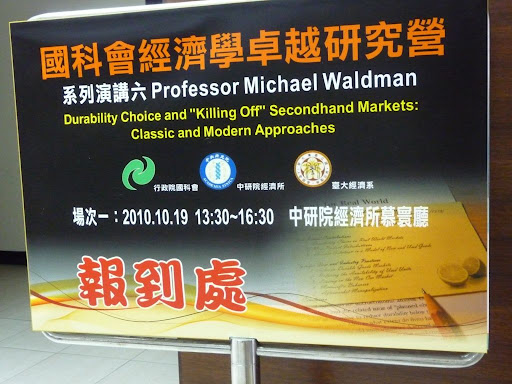 國科會經濟學卓越研究營
系列演講六 Professor Michael Waldman
Durability Choice and "Killing Off" Secondhand Markets:
Classic and Modern Approaches
行政院國科會 中研院經濟所 臺大經濟系
場次一：2010.10.19 13:30~16:30 中研院經濟所慕寰廳
Real World
報到處